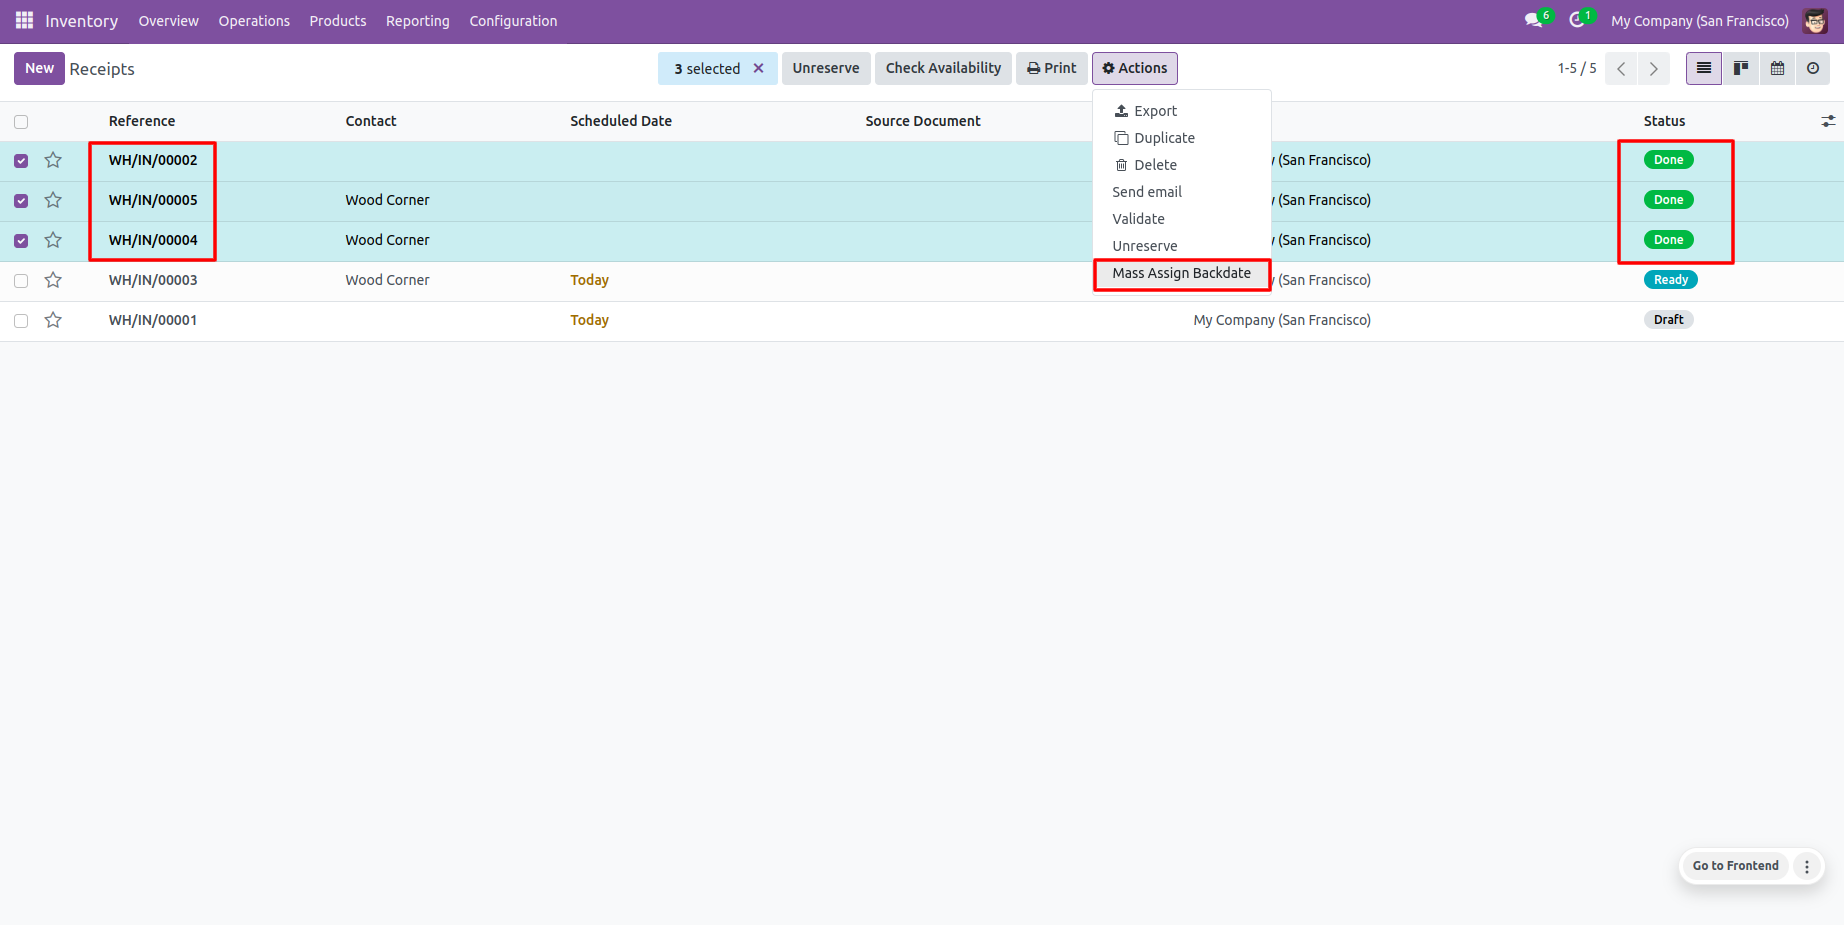 Inventory Overview Operations Products Reporting Configuration 6 1 My Company (San Francisco)
New Receipts 3 selected Unreserve Check Availability Print Actions 1-5 / 5
Export
Duplicate
Delete
Send email
Validate
Unreserve
Mass Assign Backdate
Reference Contact Scheduled Date Source Document Status
WH/IN/00002 (San Francisco) Done
WH/IN/00005 Wood Corner (San Francisco) Done
WH/IN/00004 Wood Corner (San Francisco) Done
WH/IN/00003 Wood Corner Today (San Francisco) Ready
WH/IN/00001 Today My Company (San Francisco) Draft
Go to Frontend